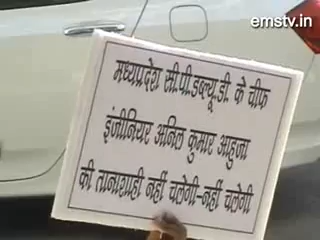 emstv.in
मध्यप्रदेश सी.पी.डब्ल्यू.डी. के चीफ
इंजीनियर अनिल कुमार आहुजा
की तानाशाही नहीं चलेगी-नहीं चलेगी